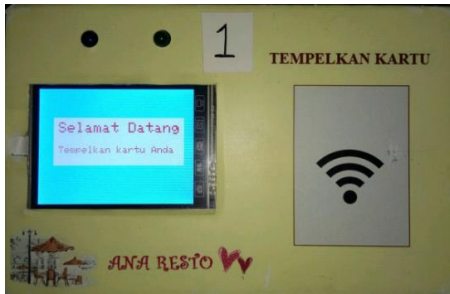 1
TEMPELKAN KARTU
Selamat Datang
Tempelkan kartu Anda
ANA RESTO